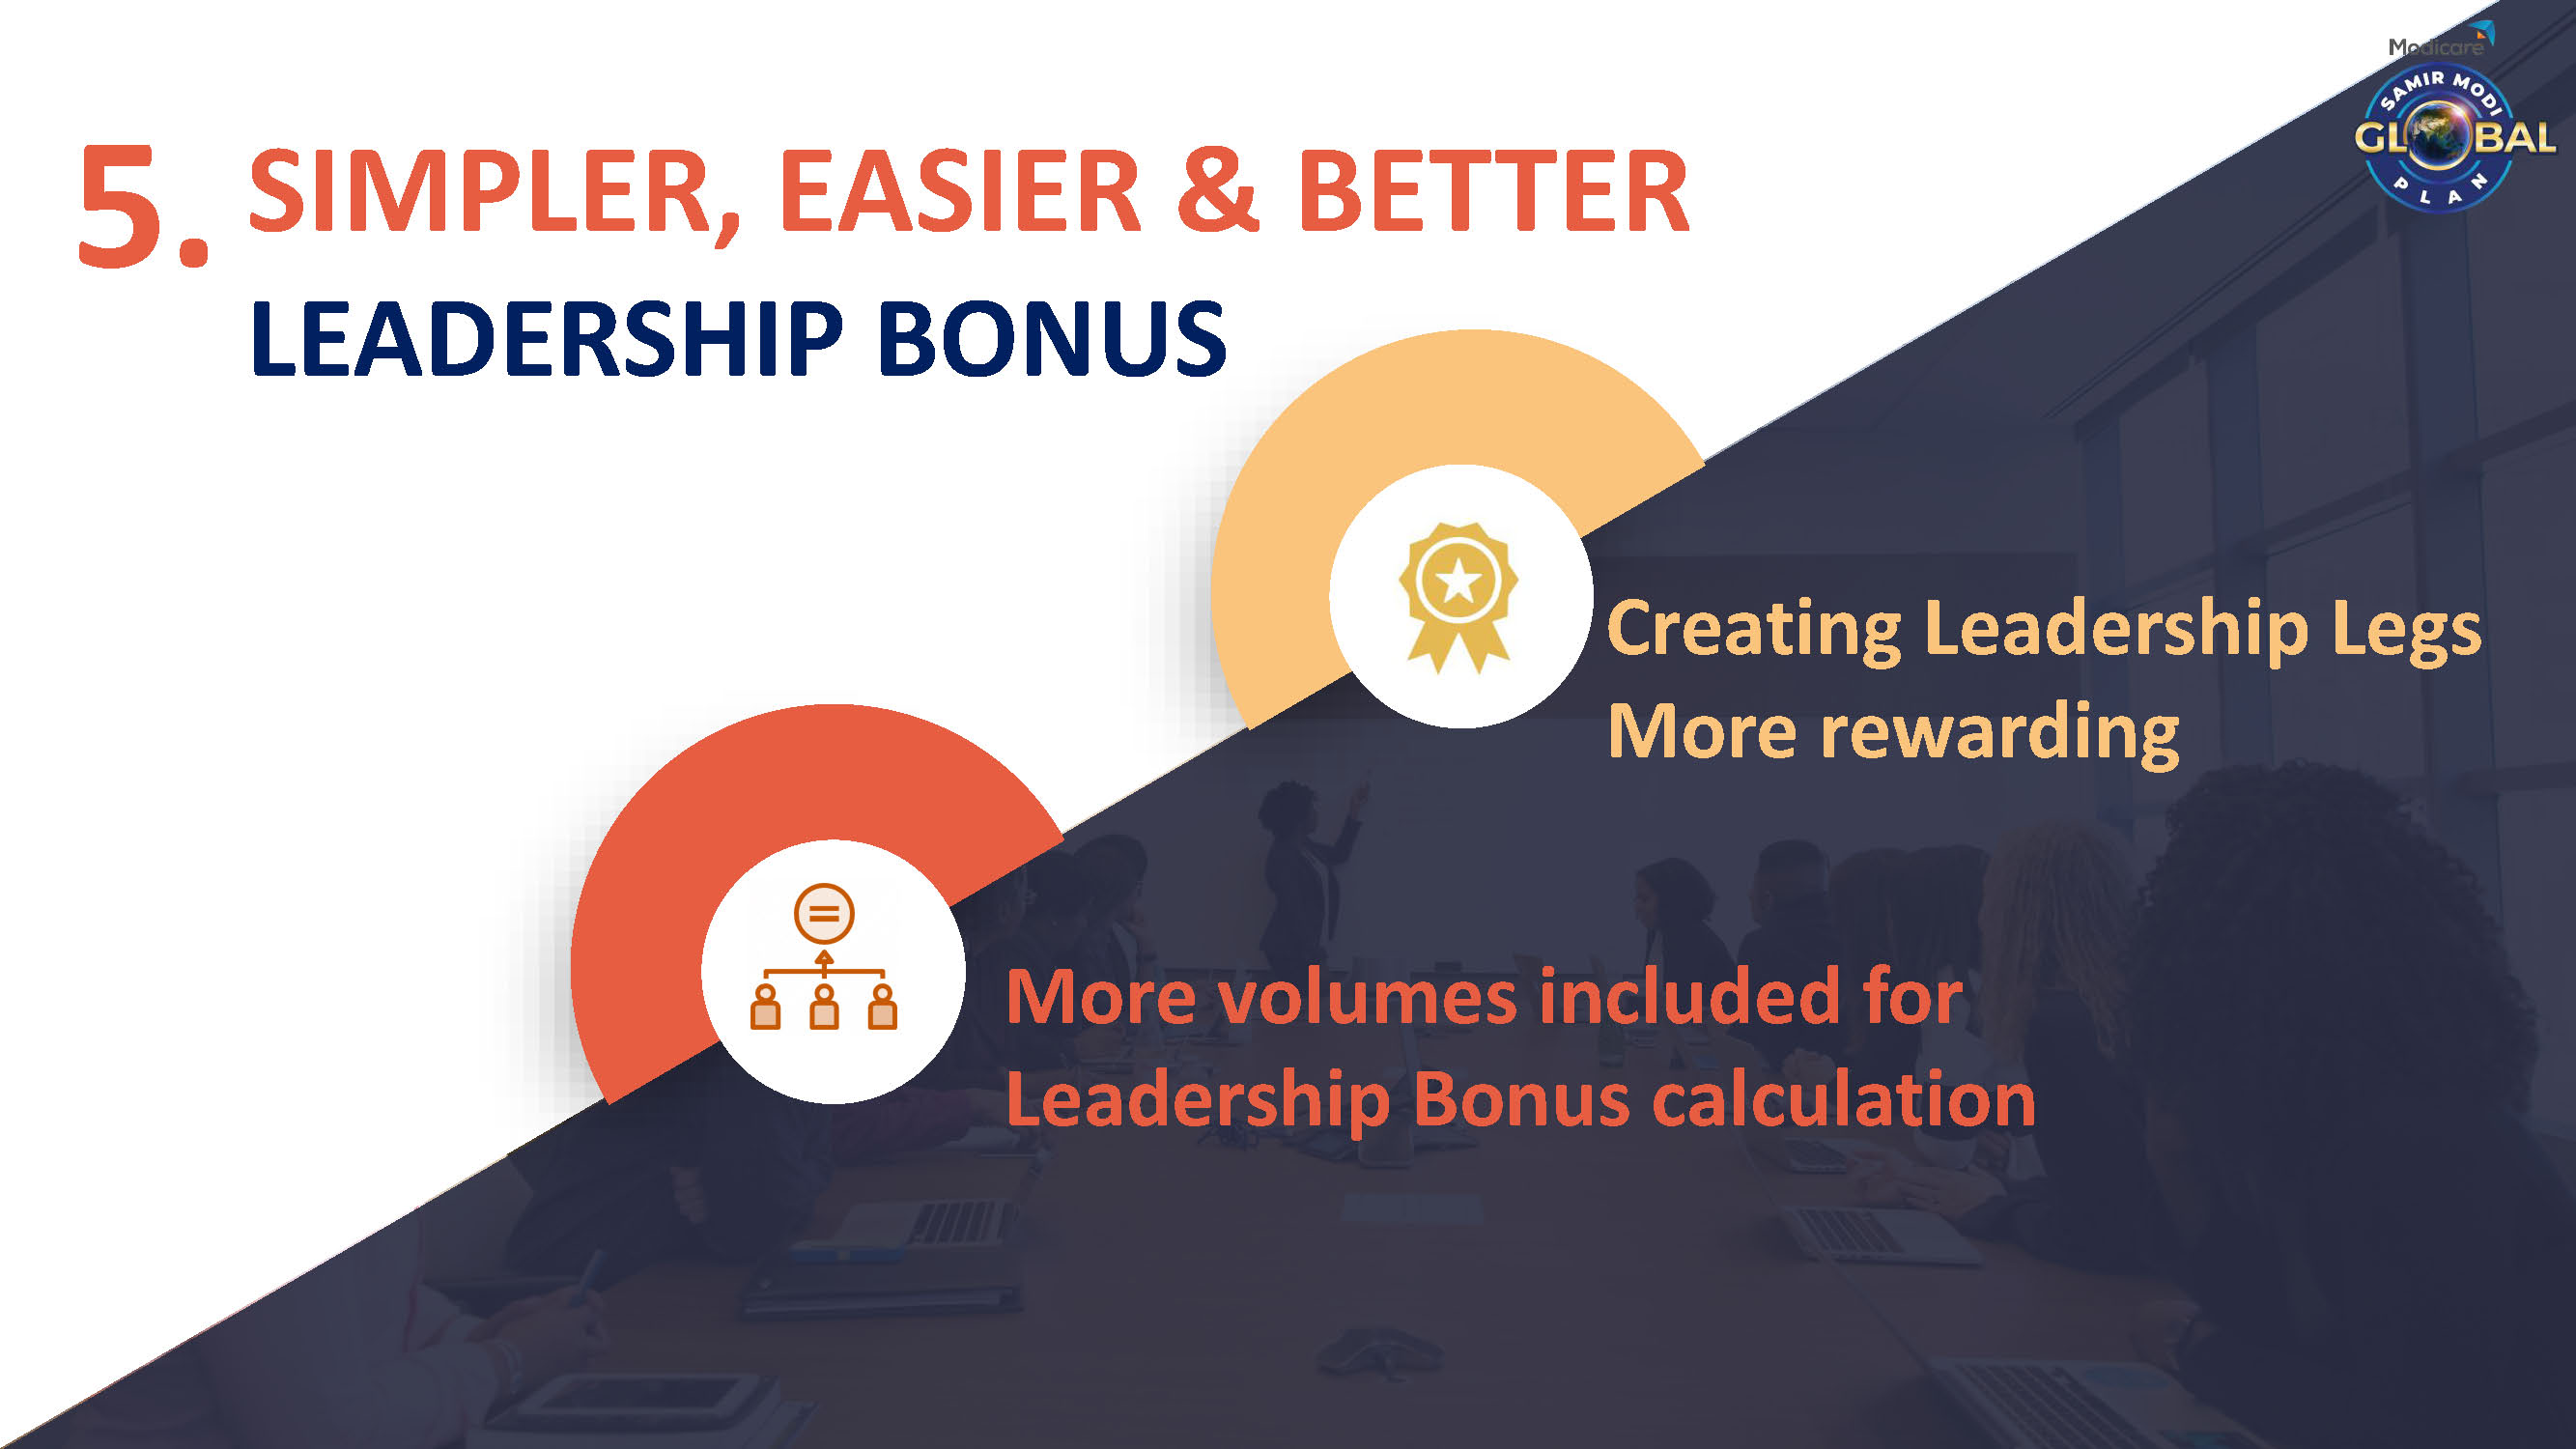 Modicare
SAMIR MODI
GLOBAL
PLAN
5. SIMPLER, EASIER & BETTER
LEADERSHIP BONUS
Creating Leadership Legs
More rewarding
More volumes included for
Leadership Bonus calculation